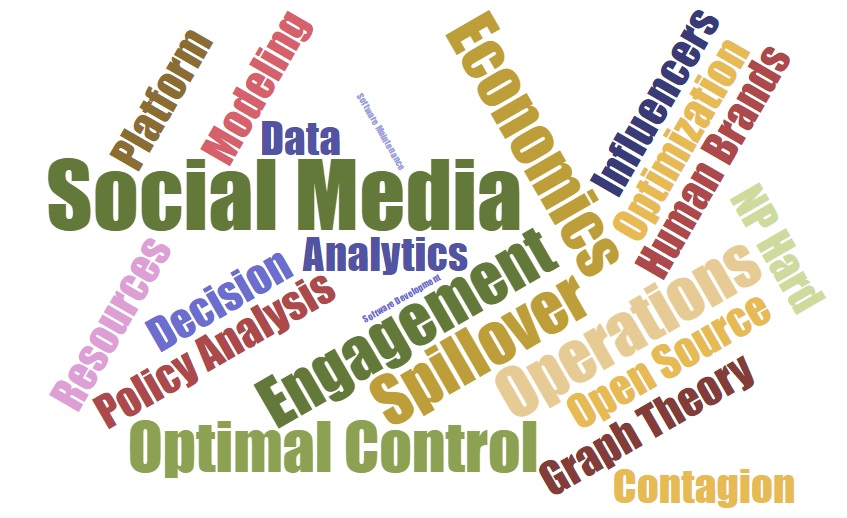 Platform
Modeling
Data
Software Maintenance
Economics
Influencers
Optimization
Human Brands
Social Media
NP Hard
Resources
Decision
Analytics
Policy Analysis
Software Development
Engagement
Spillover
Operations
Open Source
Optimal Control
Graph Theory
Contagion